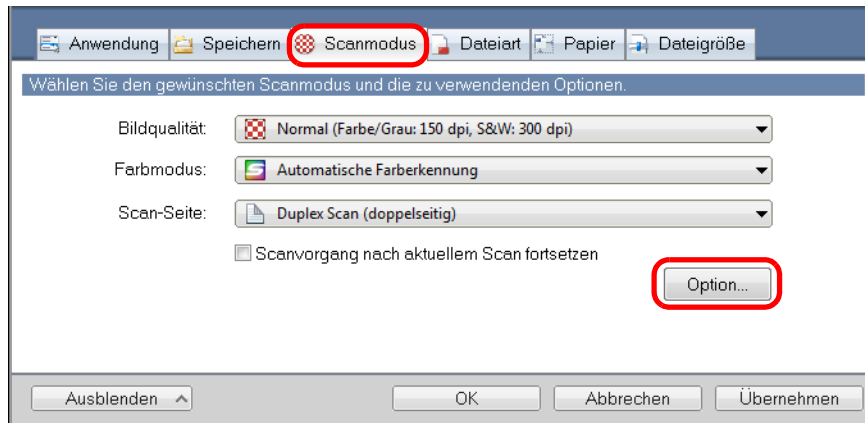 Anwendung Speichern Scanmodus Dateiart Papier Dateigröße
Wählen Sie den gewünschten Scanmodus und die zu verwendenden Optionen.
Bildqualität: Normal (Farbe/Grau: 150 dpi, S&W: 300 dpi)
Farbmodus: Automatische Farberkennung
Scan-Seite: Duplex Scan (doppelseitig)
Scanvorgang nach aktuellem Scan fortsetzen
Option...
Ausblenden OK Abbrechen Übernehmen